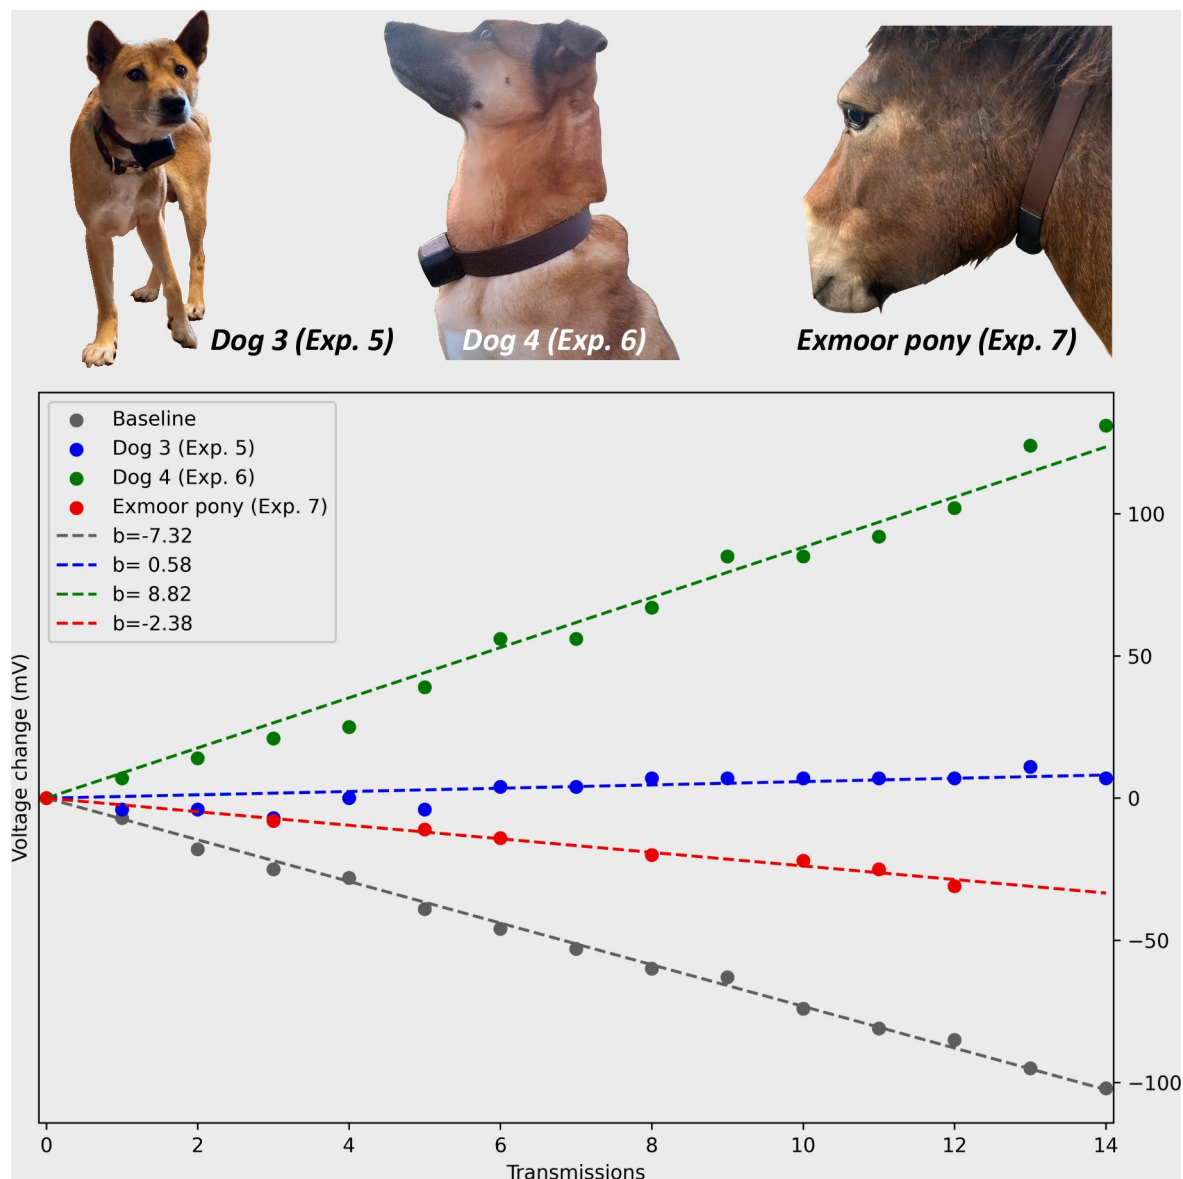 Dog 3 (Exp. 5)
Dog 4 (Exp. 6)
Exmoor pony (Exp. 7)
Baseline
Dog 3 (Exp. 5)
Dog 4 (Exp. 6)
Exmoor pony (Exp. 7)
b=-7.32
b= 0.58
b= 8.82
b=-2.38
Voltage change (mV)
100
50
0
−50
−100
0 2 4 6 8 10 12 14
Transmissions